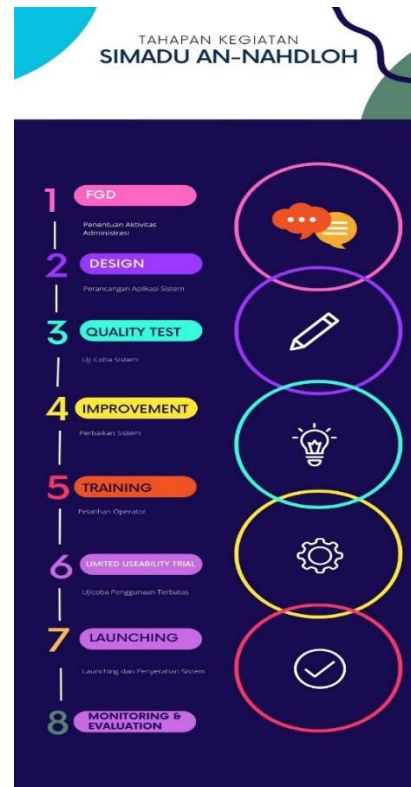 TAHAPAN KEGIATAN
SIMADU AN-NAHDLOH
1
FGD
Penentuan Aktivitas
Administrasi
2
DESIGN
Perancangan Aplikasi Sistem
3
QUALITY TEST
Uji Coba Sistem
4
IMPROVEMENT
Perbaikan Sistem
5
TRAINING
Pelatihan Operator
6
LIMITED USEABILITY TRIAL
Ujicoba Penggunaan Terbatas
7
LAUNCHING
Launching dan Penyerahan Sistem
8
MONITORING &
EVALUATION